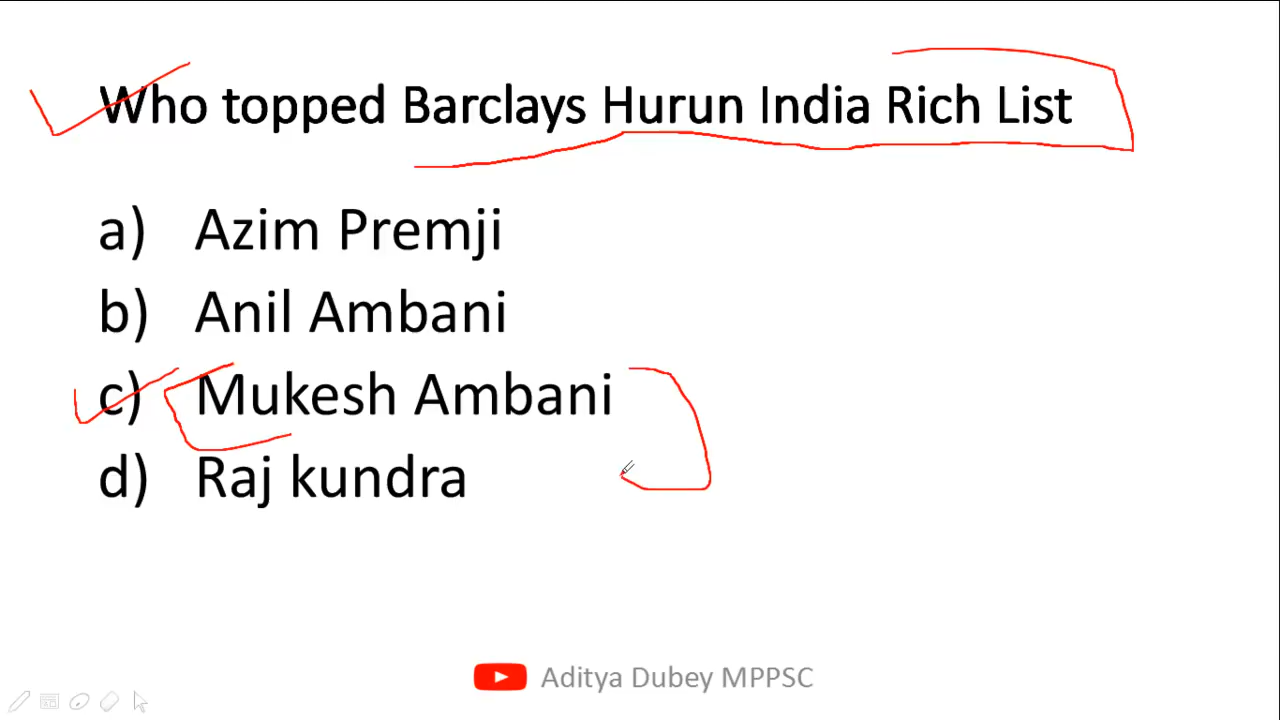 Who topped Barclays Hurun India Rich List
a) Azim Premji
b) Anil Ambani
c) Mukesh Ambani
d) Raj kundra
Aditya Dubey MPPSC